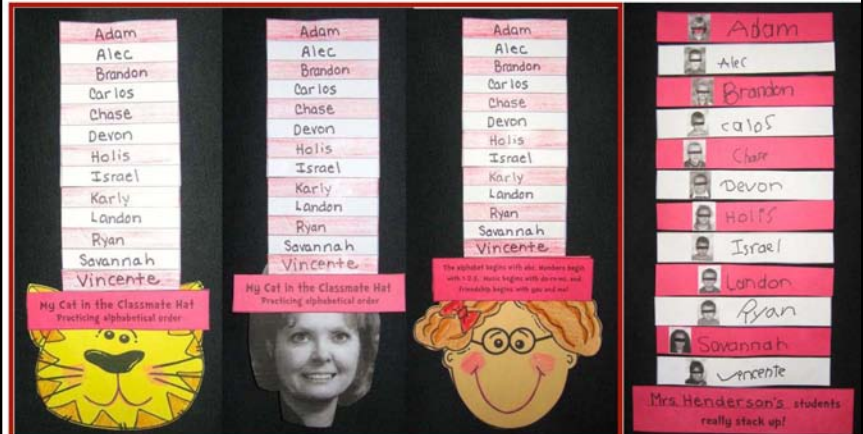 Adam
Alec
Brandon
Carlos
Chase
Devon
Holis
Israel
Karly
Landon
Ryan
Savannah
Vincente
My Cat in the Classmate Hat
Practicing alphabetical order
Adam
Alec
Brandon
Carlos
Chase
Devon
Holis
Israel
Karly
Landon
Ryan
Savannah
Vincente
My Cat in the Classmate Hat
Practicing alphabetical order
Adam
Alec
Brandon
Carlos
Chase
Devon
Holis
Israel
Karly
Landon
Ryan
Savannah
Vincente
The alphabet begins with abc. Numbers begin
with 1-2-3. Music begins with do-re-mi, and
friendship begins with you and me!
Adam
Alec
Brandon
calos
Chase
Devon
Holis
Israel
Landon
Ryan
Savannah
vencente
Mrs. Henderson's students
really stack up!